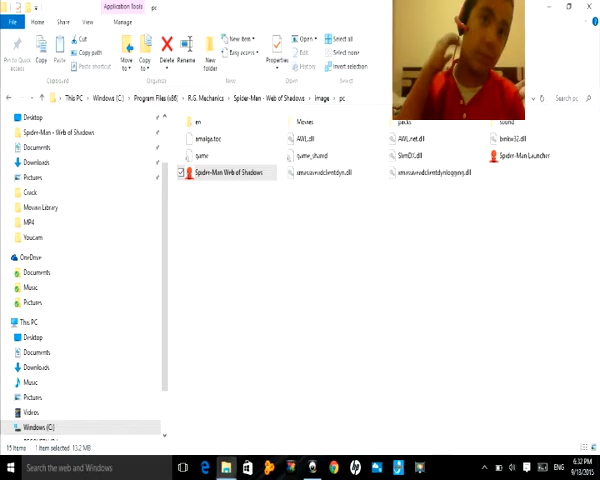 Application Tools pc
File Home Share View Manage
Pin to Quick access
Copy
Paste
Cut
Copy path
Paste shortcut
Move to
Copy to
Delete
Rename
New folder
New item
Easy access
Properties
Open
Edit
History
Select all
Select none
Invert selection
Clipboard Organize New Open Select
This PC > Windows (C:) > Program Files (x86) > R.G. Mechanics > Spider-Man - Web of Shadows > image > pc
Search pc
Desktop
Spider-Man - Web of Shadows
Documents
Downloads
Pictures
Crack
Movavi Library
MP4
Youcam
OneDrive
Documents
Music
Pictures
This PC
Desktop
Documents
Downloads
Music
Pictures
Videos
Windows (C:)
en Movies packs sound
amalga.toc AWL.dll AWL.net.dll binkw32.dll
game game_shared SlimDX.dll Spider-Man Launcher
Spider-Man Web of Shadows
15 items 1 item selected 13.2 MB
Search the web and Windows
ENG
6:32 PM
9/13/2015